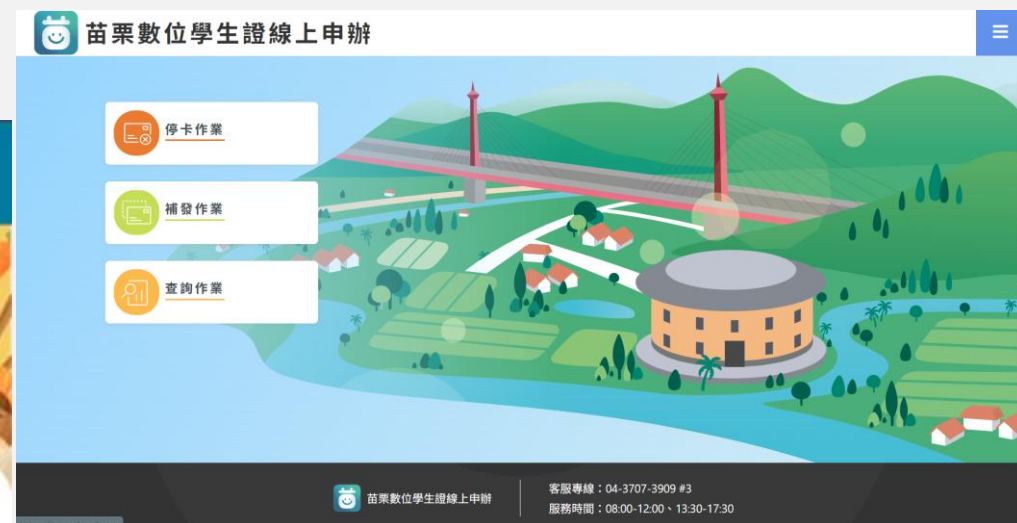 苗栗數位學生證線上申辦
停卡作業
補發作業
查詢作業
苗栗數位學生證線上申辦
客服專線：04-3707-3909 #3
服務時間：08:00-12:00、13:30-17:30